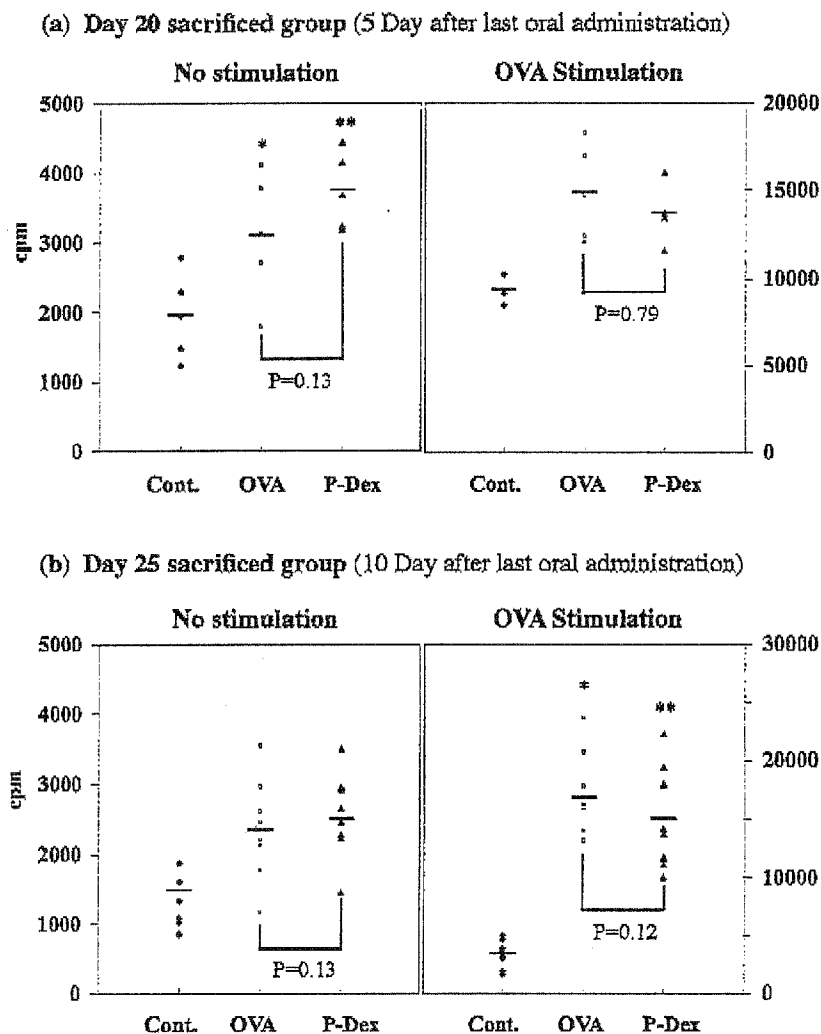 (a) Day 20 sacrificed group (5 Day after last oral administration)
No stimulation OVA Stimulation
5000 20000
4000 15000
3000
cpm
10000
2000
P=0.79
5000
P=0.13
1000
0 0
Cont. OVA P-Dex Cont. OVA P-Dex
* **
(b) Day 25 sacrificed group (10 Day after last oral administration)
No stimulation OVA Stimulation
5000 30000
* **
4000
20000
3000
cpm
2000
10000
1000
P=0.12
P=0.13
0 0
Cont. OVA P-Dex Cont. OVA P-Dex